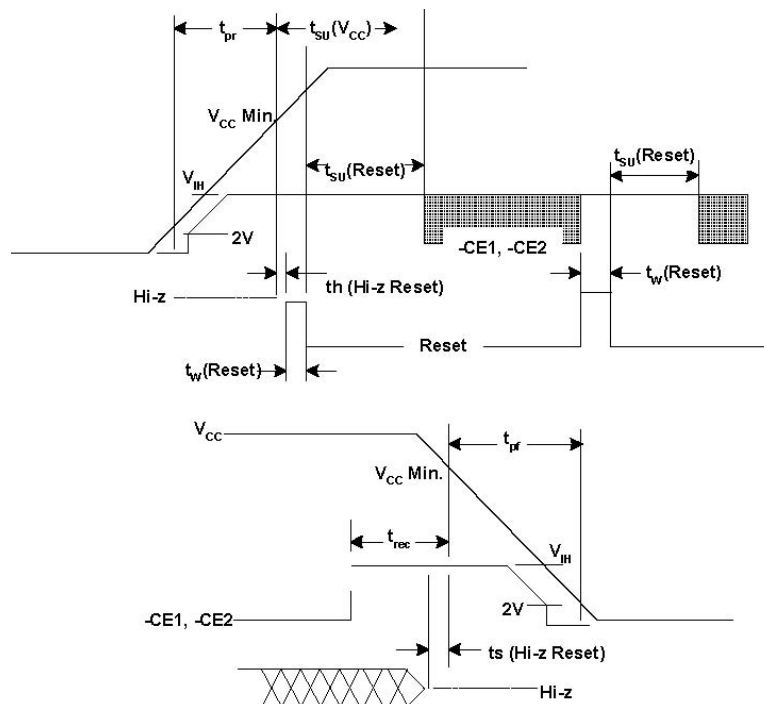 tpr
tSU(VCC)
VCC Min.
tSU(Reset)
tSU(Reset)
VIH
2V
-CE1, -CE2
th (Hi-z Reset)
tW(Reset)
Hi-z
Reset
tW(Reset)
VCC
tpf
VCC Min.
trec
VIH
2V
-CE1, -CE2
ts (Hi-z Reset)
Hi-z